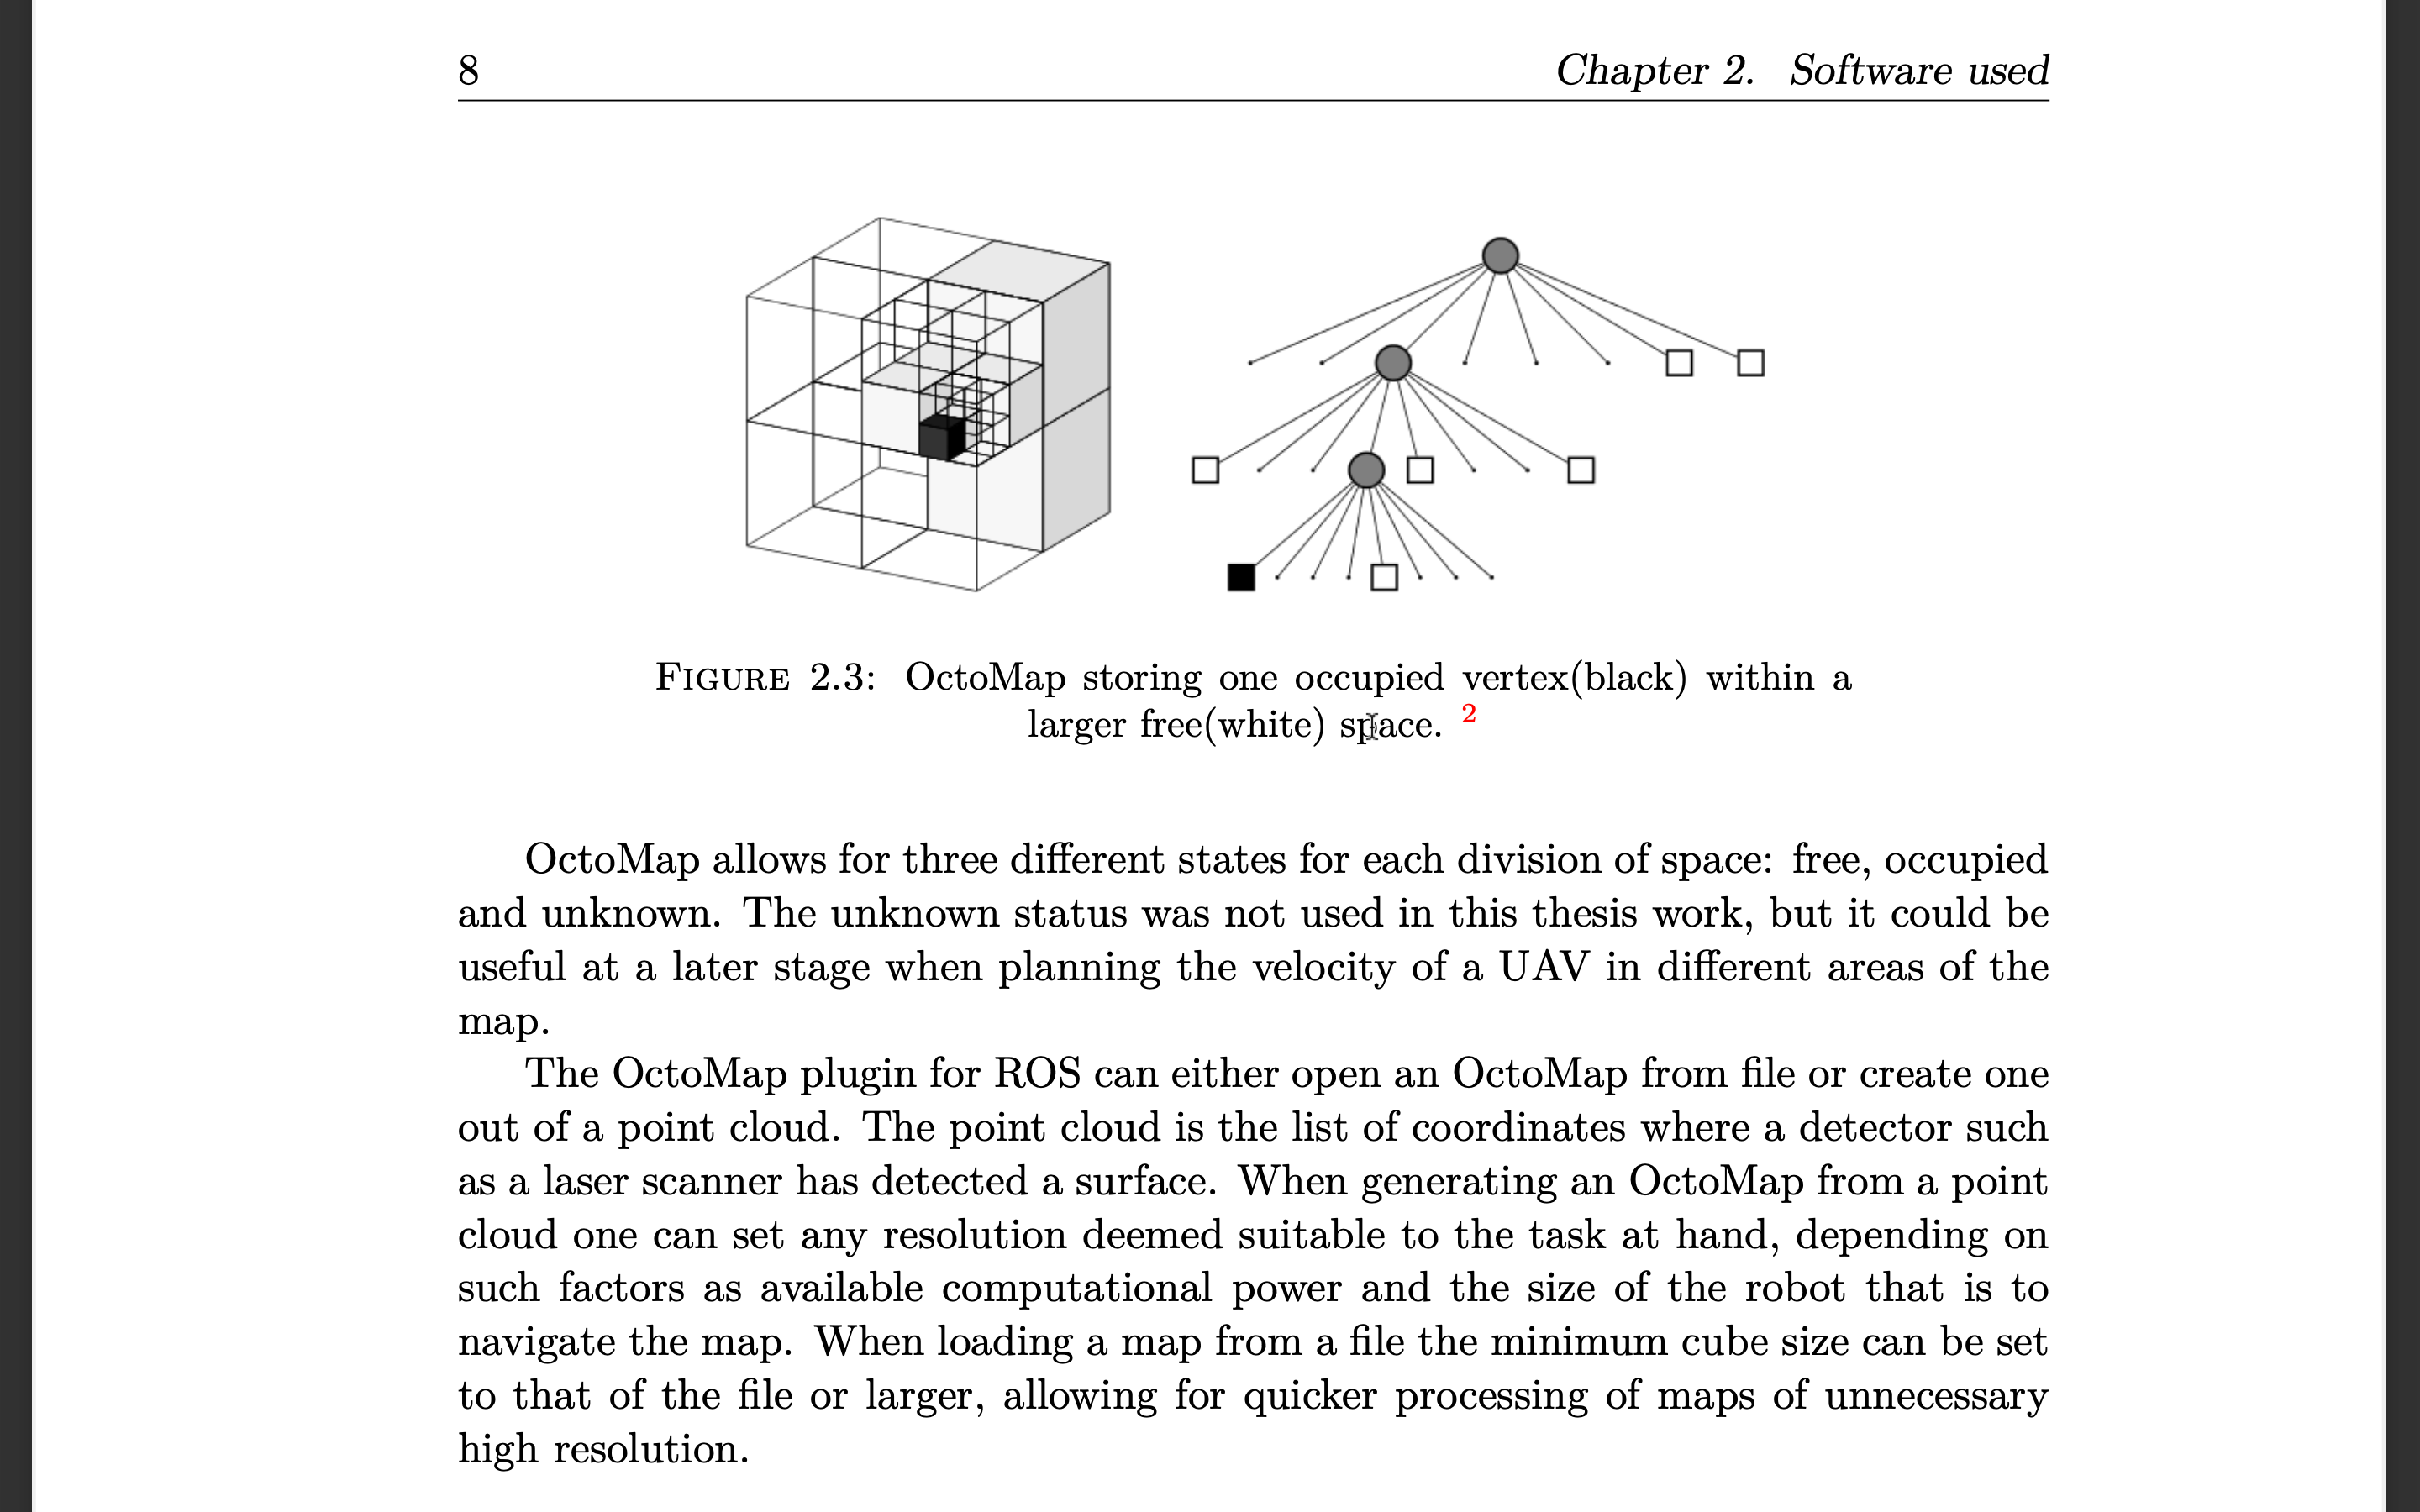 8 Chapter 2. Software used
FIGURE 2.3: OctoMap storing one occupied vertex(black) within a
larger free(white) space. 2
OctoMap allows for three different states for each division of space: free, occupied
and unknown. The unknown status was not used in this thesis work, but it could be
useful at a later stage when planning the velocity of a UAV in different areas of the
map.
The OctoMap plugin for ROS can either open an OctoMap from file or create one
out of a point cloud. The point cloud is the list of coordinates where a detector such
as a laser scanner has detected a surface. When generating an OctoMap from a point
cloud one can set any resolution deemed suitable to the task at hand, depending on
such factors as available computational power and the size of the robot that is to
navigate the map. When loading a map from a file the minimum cube size can be set
to that of the file or larger, allowing for quicker processing of maps of unnecessary
high resolution.